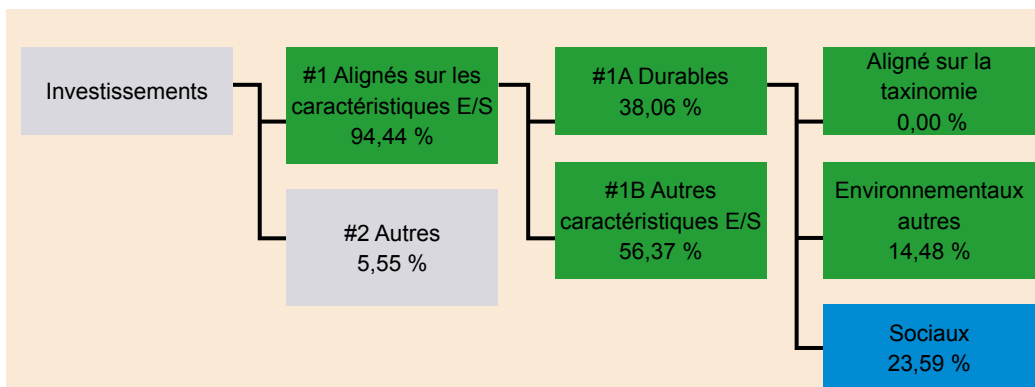 Investissements
#1 Alignés sur les
caractéristiques E/S
94,44 %
#2 Autres
5,55 %
#1A Durables
38,06 %
#1B Autres
caractéristiques E/S
56,37 %
Aligné sur la
taxinomie
0,00 %
Environnementaux
autres
14,48 %
Sociaux
23,59 %